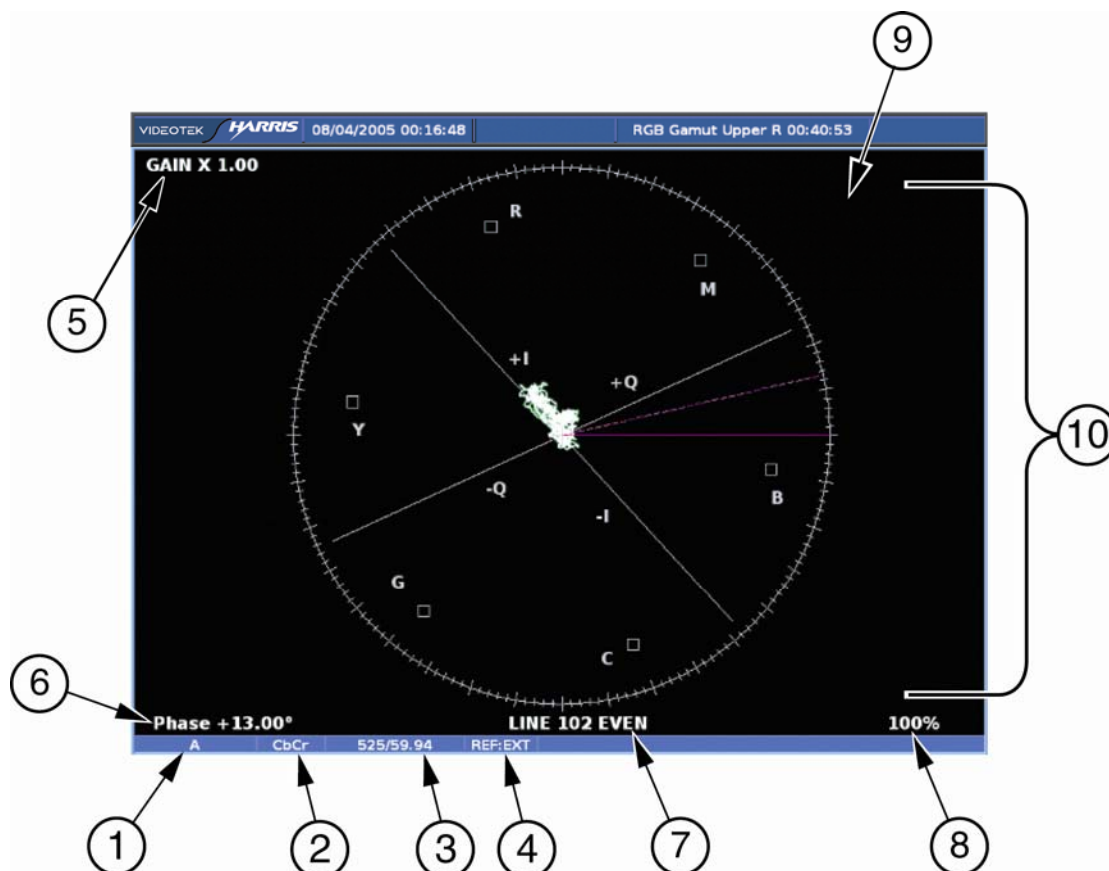 9
VIDEOTEK HARRIS 08/04/2005 00:16:48 RGB Gamut Upper R 00:40:53
GAIN X 1.00
R
M
5
+I
+Q
Y
10
B
-Q
-I
G
C
6
Phase +13.00° LINE 102 EVEN 100%
A CbCr 525/59.94 REF:EXT
1 2 3 4 7 8